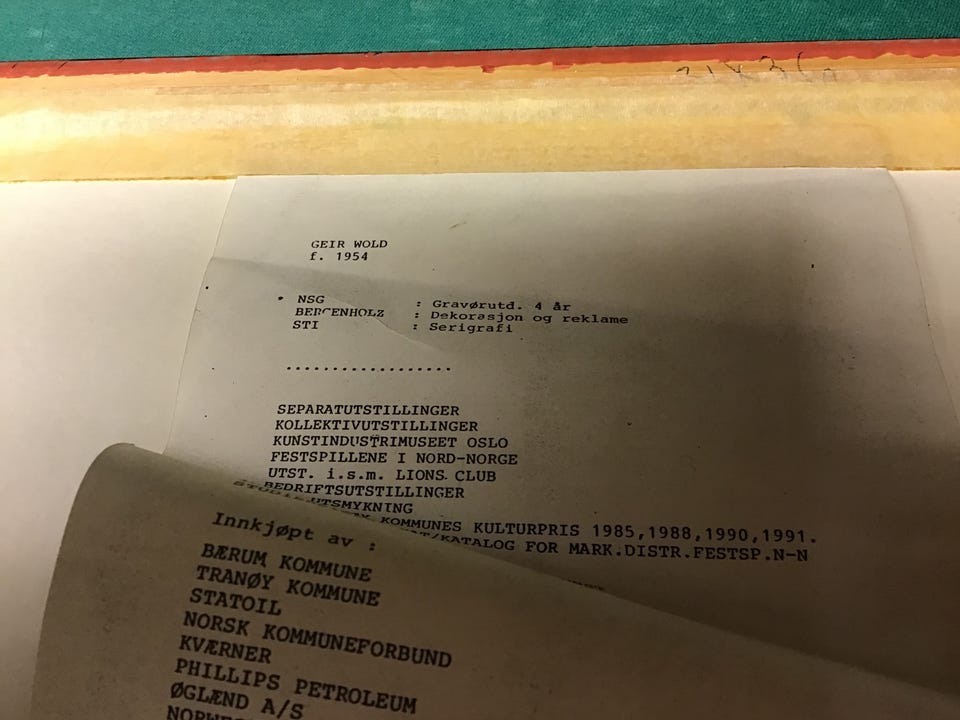 GEIR WOLD
f. 1954
NSG : Gravørutd. 4 år
BERGENHOLZ : Dekorasjon og reklame
STI : Serigrafi
..................
SEPARATUTSTILLINGER
KOLLEKTIVUTSTILLINGER
KUNSTINDUSTRIMUSEET OSLO
FESTSPILLENE I NORD-NORGE
UTST. i.s.m. LIONS CLUB
BEDRIFTSUTSTILLINGER
UTSMYKNING
KOMMUNES KULTURPRIS 1985,1988,1990,1991.
/KATALOG FOR MARK.DISTR.FESTSP.N-N
Innkjøpt av :
BÆRUM KOMMUNE
TRANØY KOMMUNE
STATOIL
NORSK KOMMUNEFORBUND
KVÆRNER
PHILLIPS PETROLEUM
ØGLÆND A/S